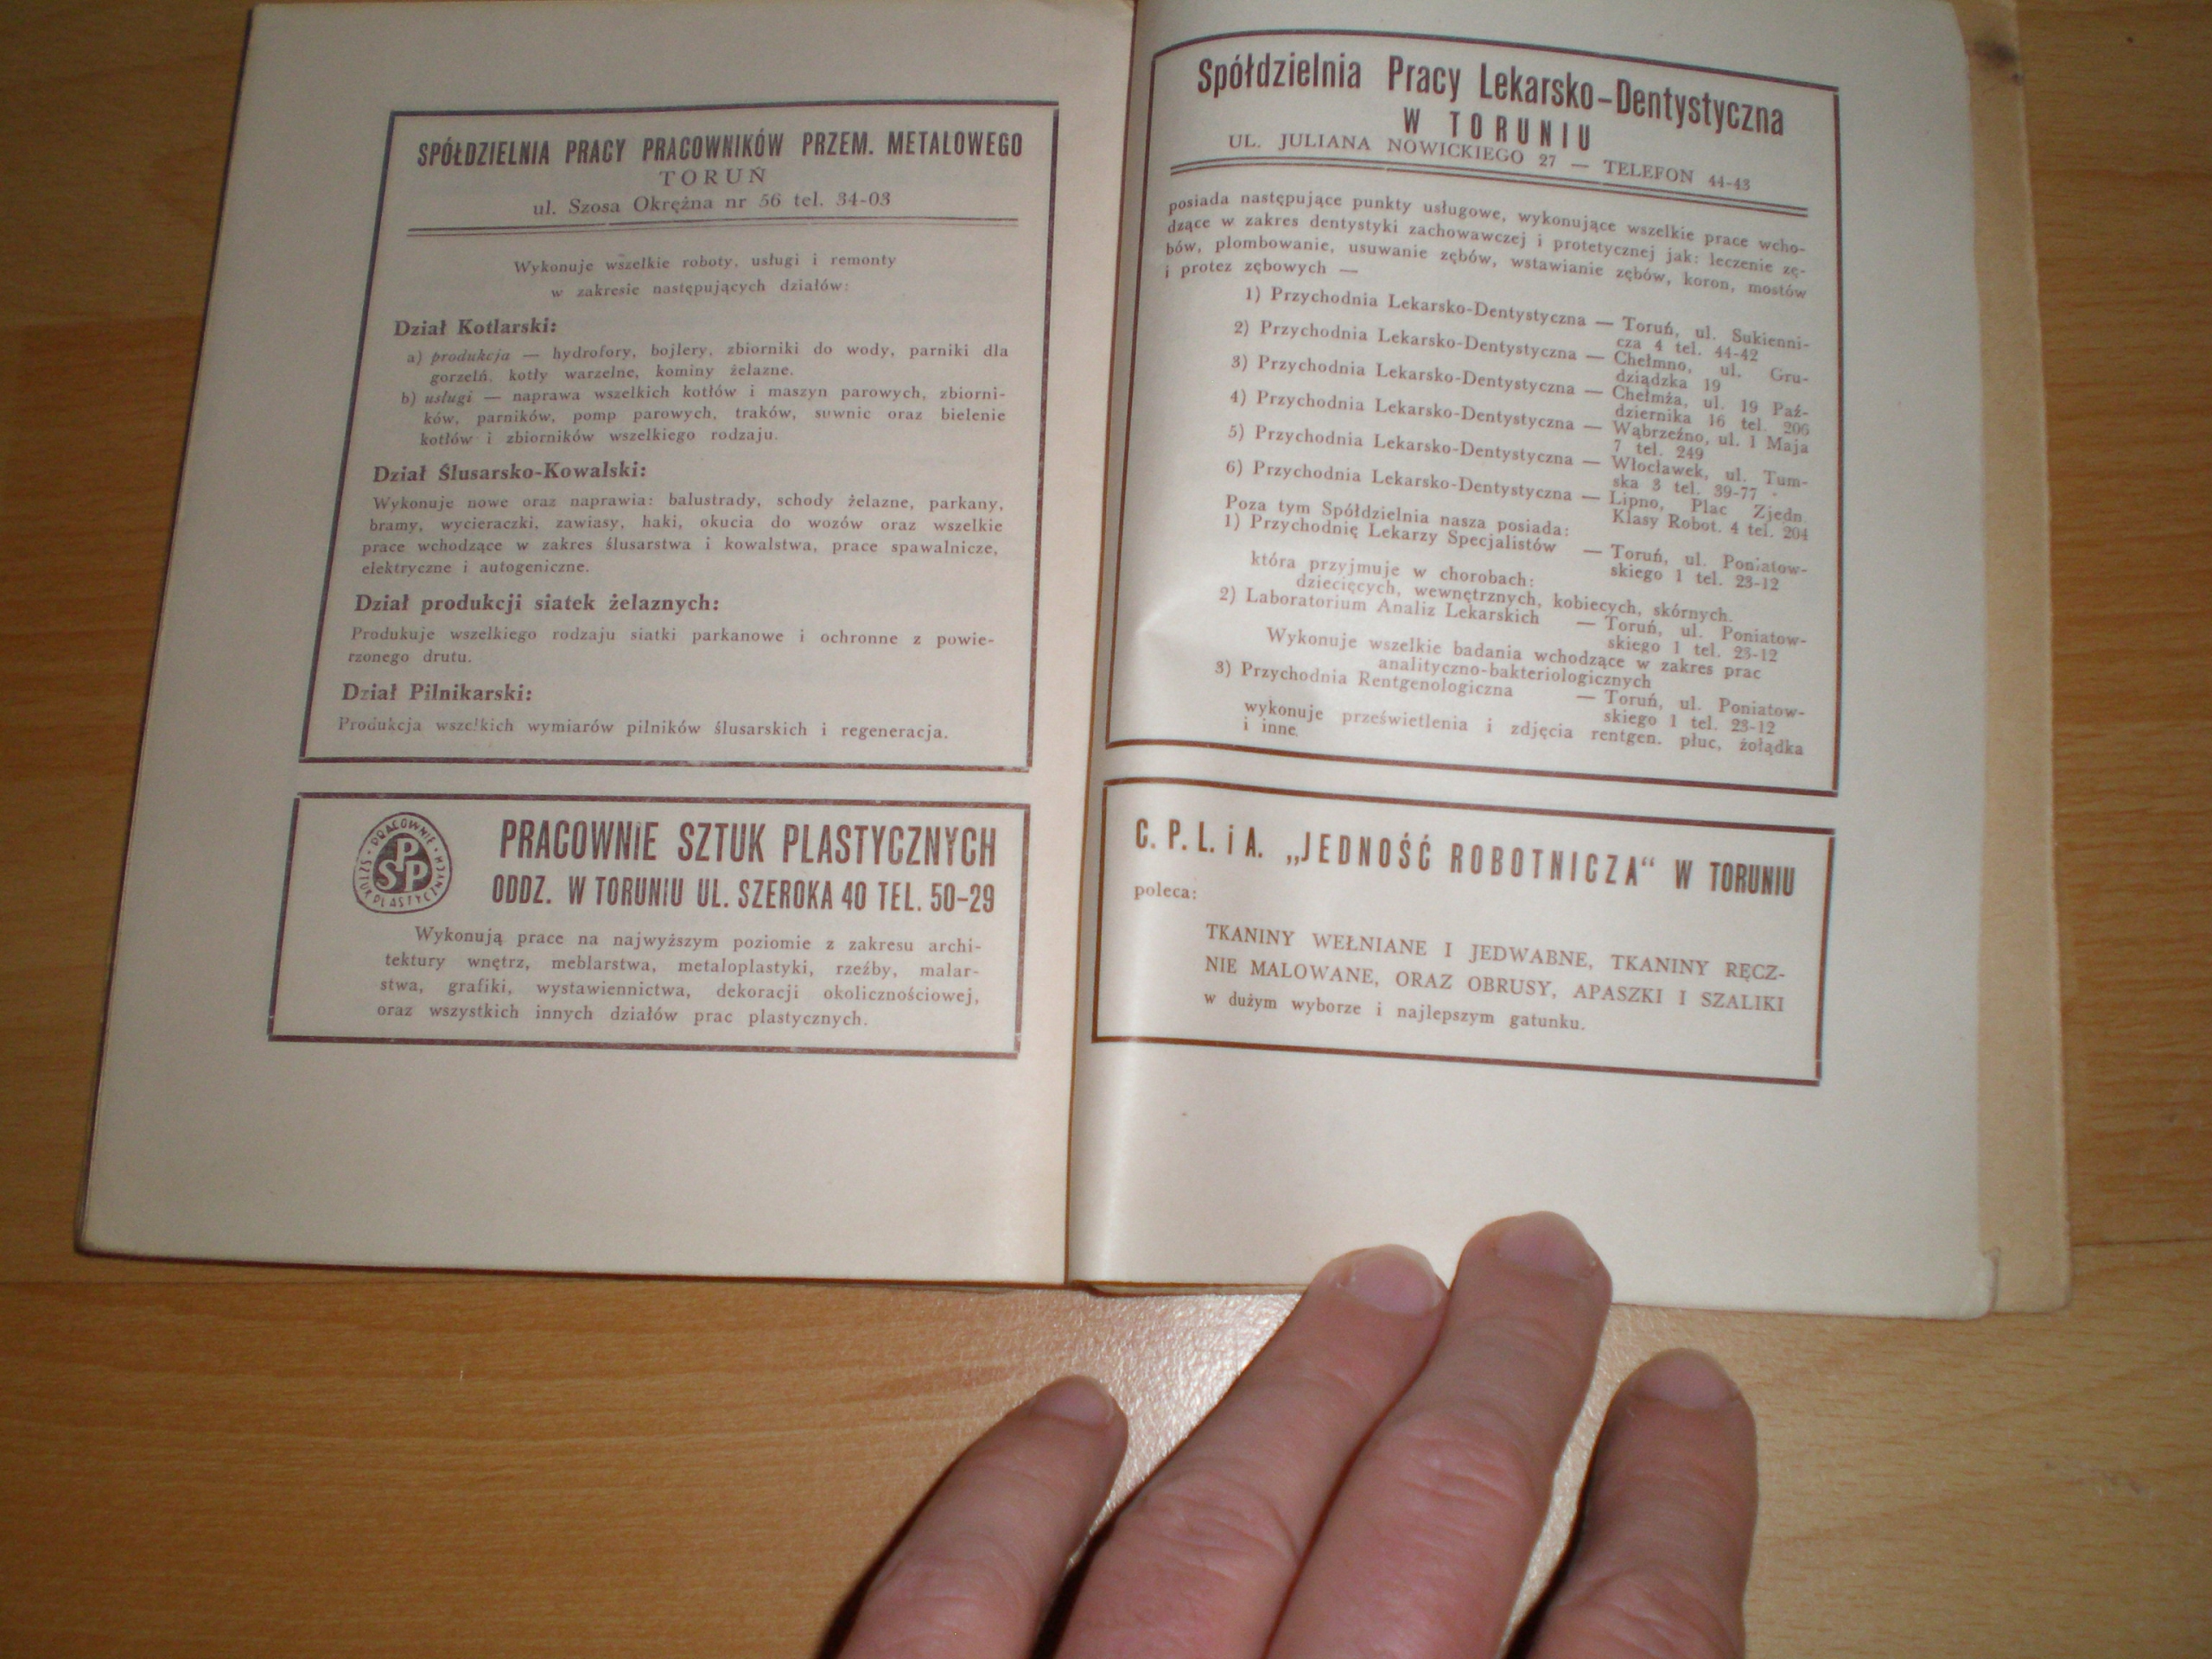 SPÓŁDZIELNIA PRACY PRACOWNIKÓW PRZEM. METALOWEGO
TORUŃ
ul. Szosa Okrężna nr 56 tel. 34-03
Wykonuje wszelkie roboty, usługi i remonty
w zakresie następujących działów:
Dział Kotlarski:
a) produkcja — hydrofory, bojlery, zbiorniki do wody, parniki dla
gorzelń, kotły warzelne, kominy żelazne.
b) usługi — naprawa wszelkich kotłów i maszyn parowych, zbiorni-
ków, parników, pomp parowych, traków, suwnic oraz bielenie
kotłów i zbiorników wszelkiego rodzaju.
Dział Ślusarsko-Kowalski:
Wykonuje nowe oraz naprawia: balustrady, schody żelazne, parkany,
bramy, wycieraczki, zawiasy, haki, okucia do wozów oraz wszelkie
prace wchodzące w zakres ślusarstwa i kowalstwa, prace spawalnicze,
elektryczne i autogeniczne.
Dział produkcji siatek żelaznych:
Produkuje wszelkiego rodzaju siatki parkanowe i ochronne z powie-
rzonego drutu.
Dział Pilnikarski:
Produkcja wszelkich wymiarów pilników ślusarskich i regeneracja.
PRACOWNIE SZTUK PLASTYCZNYCH
PSP
PRACOWNIE SZTUK PLASTYCZNYCH
ODDZ. W TORUNIU UL. SZEROKA 40 TEL. 50-29
Wykonują prace na najwyższym poziomie z zakresu archi-
tektury wnętrz, meblarstwa, metaloplastyki, rzeźby, malar-
stwa, grafiki, wystawiennictwa, dekoracji okolicznościowej,
oraz wszystkich innych działów prac plastycznych.
Spółdzielnia Pracy Lekarsko-Dentystyczna
W TORUNIU
UL. JULIANA NOWICKIEGO 27 — TELEFON 44-43
posiada następujące punkty usługowe, wykonujące wszelkie prace wcho-
dzące w zakres dentystyki zachowawczej i protetycznej jak: leczenie zę-
bów, plombowanie, usuwanie zębów, wstawianie zębów, koron, mostów
i protez zębowych —
1) Przychodnia Lekarsko-Dentystyczna — Toruń, ul. Sukienni-
cza 4 tel. 44-42
2) Przychodnia Lekarsko-Dentystyczna — Chełmno, ul. Gru-
dziądzka 19
3) Przychodnia Lekarsko-Dentystyczna — Chełmża, ul. 19 Paź-
dziernika 16 tel. 206
4) Przychodnia Lekarsko-Dentystyczna — Wąbrzeźno, ul. 1 Maja
7 tel. 249
5) Przychodnia Lekarsko-Dentystyczna — Włocławek, ul. Tum-
ska 3 tel. 39-77
6) Przychodnia Lekarsko-Dentystyczna — Lipno, Plac Zjedn.
Klasy Robot. 4 tel. 204
Poza tym Spółdzielnia nasza posiada:
1) Przychodnię Lekarzy Specjalistów — Toruń, ul. Poniatow-
skiego 1 tel. 23-12
która przyjmuje w chorobach:
dziecięcych, wewnętrznych, kobiecych, skórnych.
2) Laboratorium Analiz Lekarskich — Toruń, ul. Poniatow-
skiego 1 tel. 23-12
Wykonuje wszelkie badania wchodzące w zakres prac
analityczno-bakteriologicznych
3) Przychodnia Rentgenologiczna — Toruń, ul. Poniatow-
skiego 1 tel. 23-12
wykonuje prześwietlenia i zdjęcia rentgen. płuc, żołądka
i inne.
C. P. L. i A. „JEDNOŚĆ ROBOTNICZA" W TORUNIU
poleca:
TKANINY WEŁNIANE I JEDWABNE, TKANINY RĘCZ-
NIE MALOWANE, ORAZ OBRUSY, APASZKI I SZALIKI
w dużym wyborze i najlepszym gatunku.